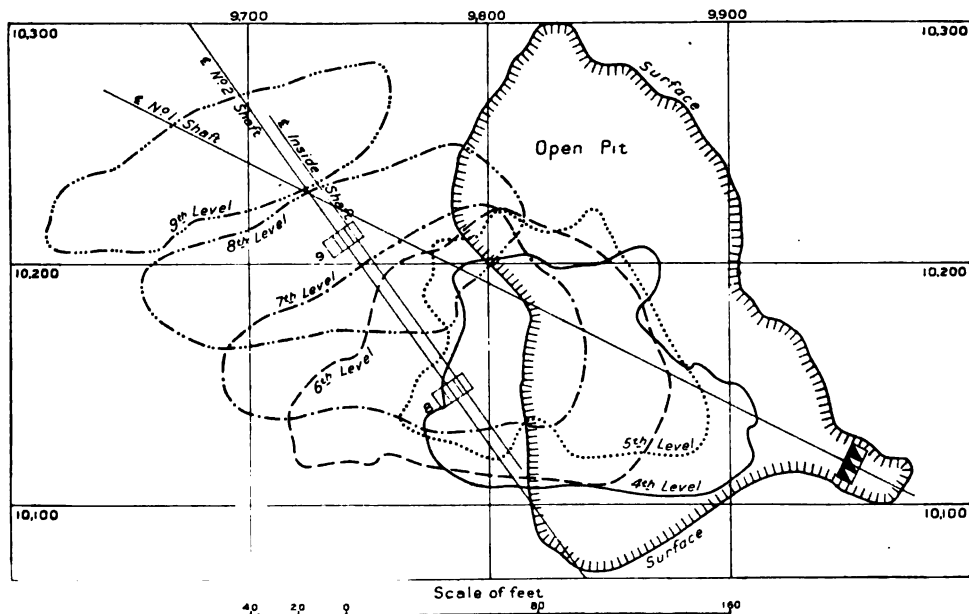 9,700 9,800 9,900
10,300 10,300
℄ No. 2 Shaft
℄ No. 1 Shaft
℄ Inside Shaft
Surface
Open Pit
9th Level
8th Level
9
10,200 10,200
7th Level
6th Level
8
5th Level
4th Level
10,100 10,100
Surface
Scale of feet
40 20 0 80 160